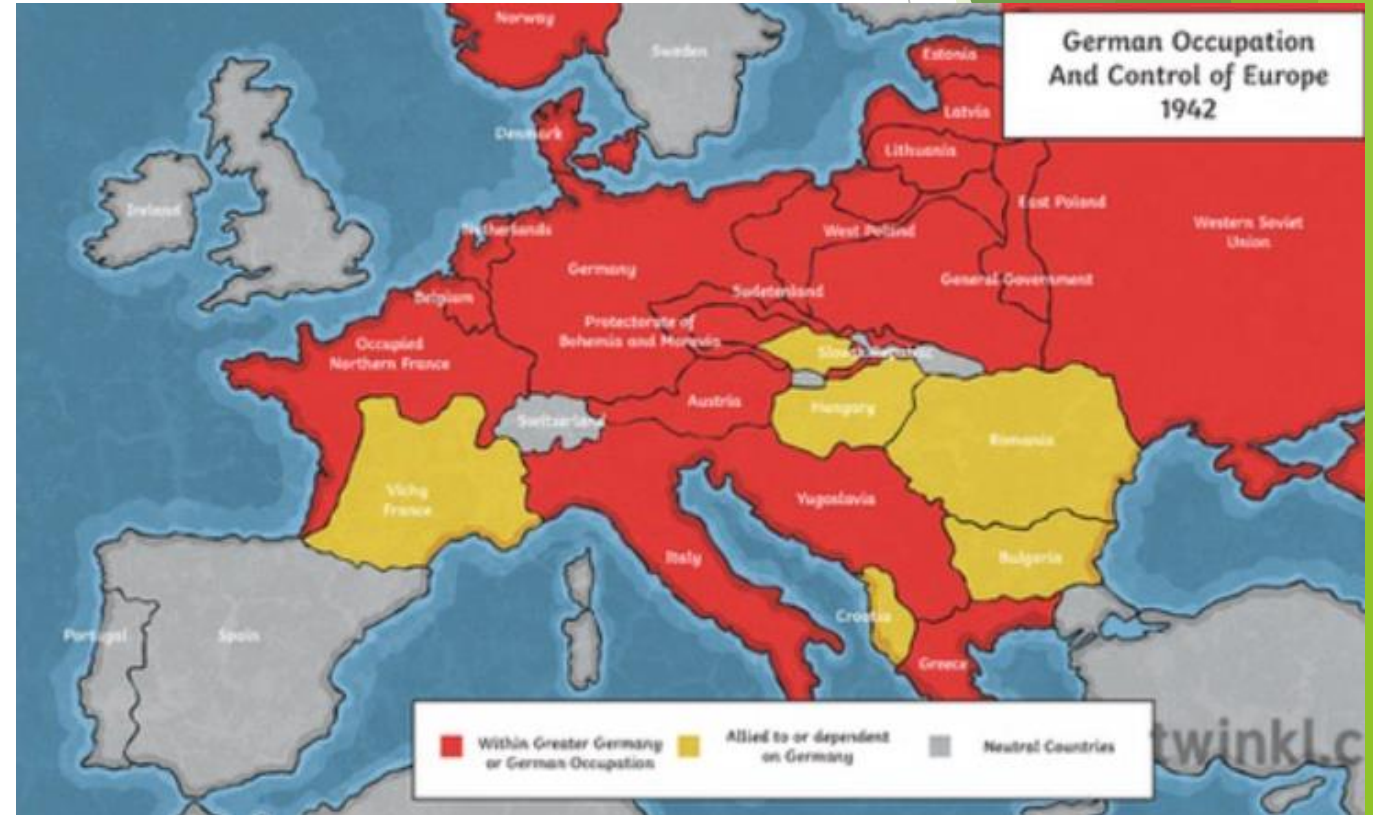 German Occupation
And Control of Europe
1942
Norway
Sweden
Estonia
Latvia
Denmark
Lithuania
Ireland
East Poland
Western Soviet
Union
Netherlands
West Poland
Germany
General Government
Belgium
Sudetenland
Protectorate of
Bohemia and Moravia
Occupied
Northern France
Slovak Republic
Austria
Hungary
Switzerland
Romania
Vichy
France
Yugoslavia
Italy
Bulgaria
Croatia
Portugal
Spain
Greece
Within Greater Germany
or German Occupation
Allied to or dependent
on Germany
Neutral Countries
twinkl.c